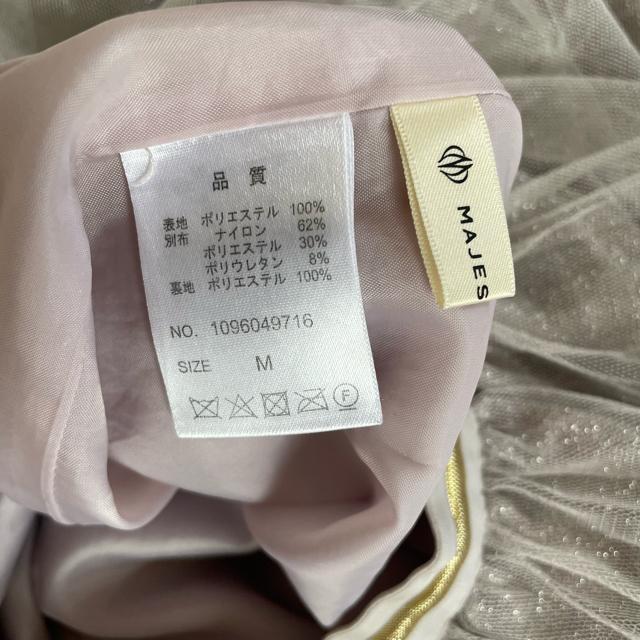 品 質
表地 ポリエステル 100%
別布 ナイロン 62%
ポリエステル 30%
ポリウレタン 8%
裏地 ポリエステル 100%
NO. 1096049716
SIZE M
F
MAJES